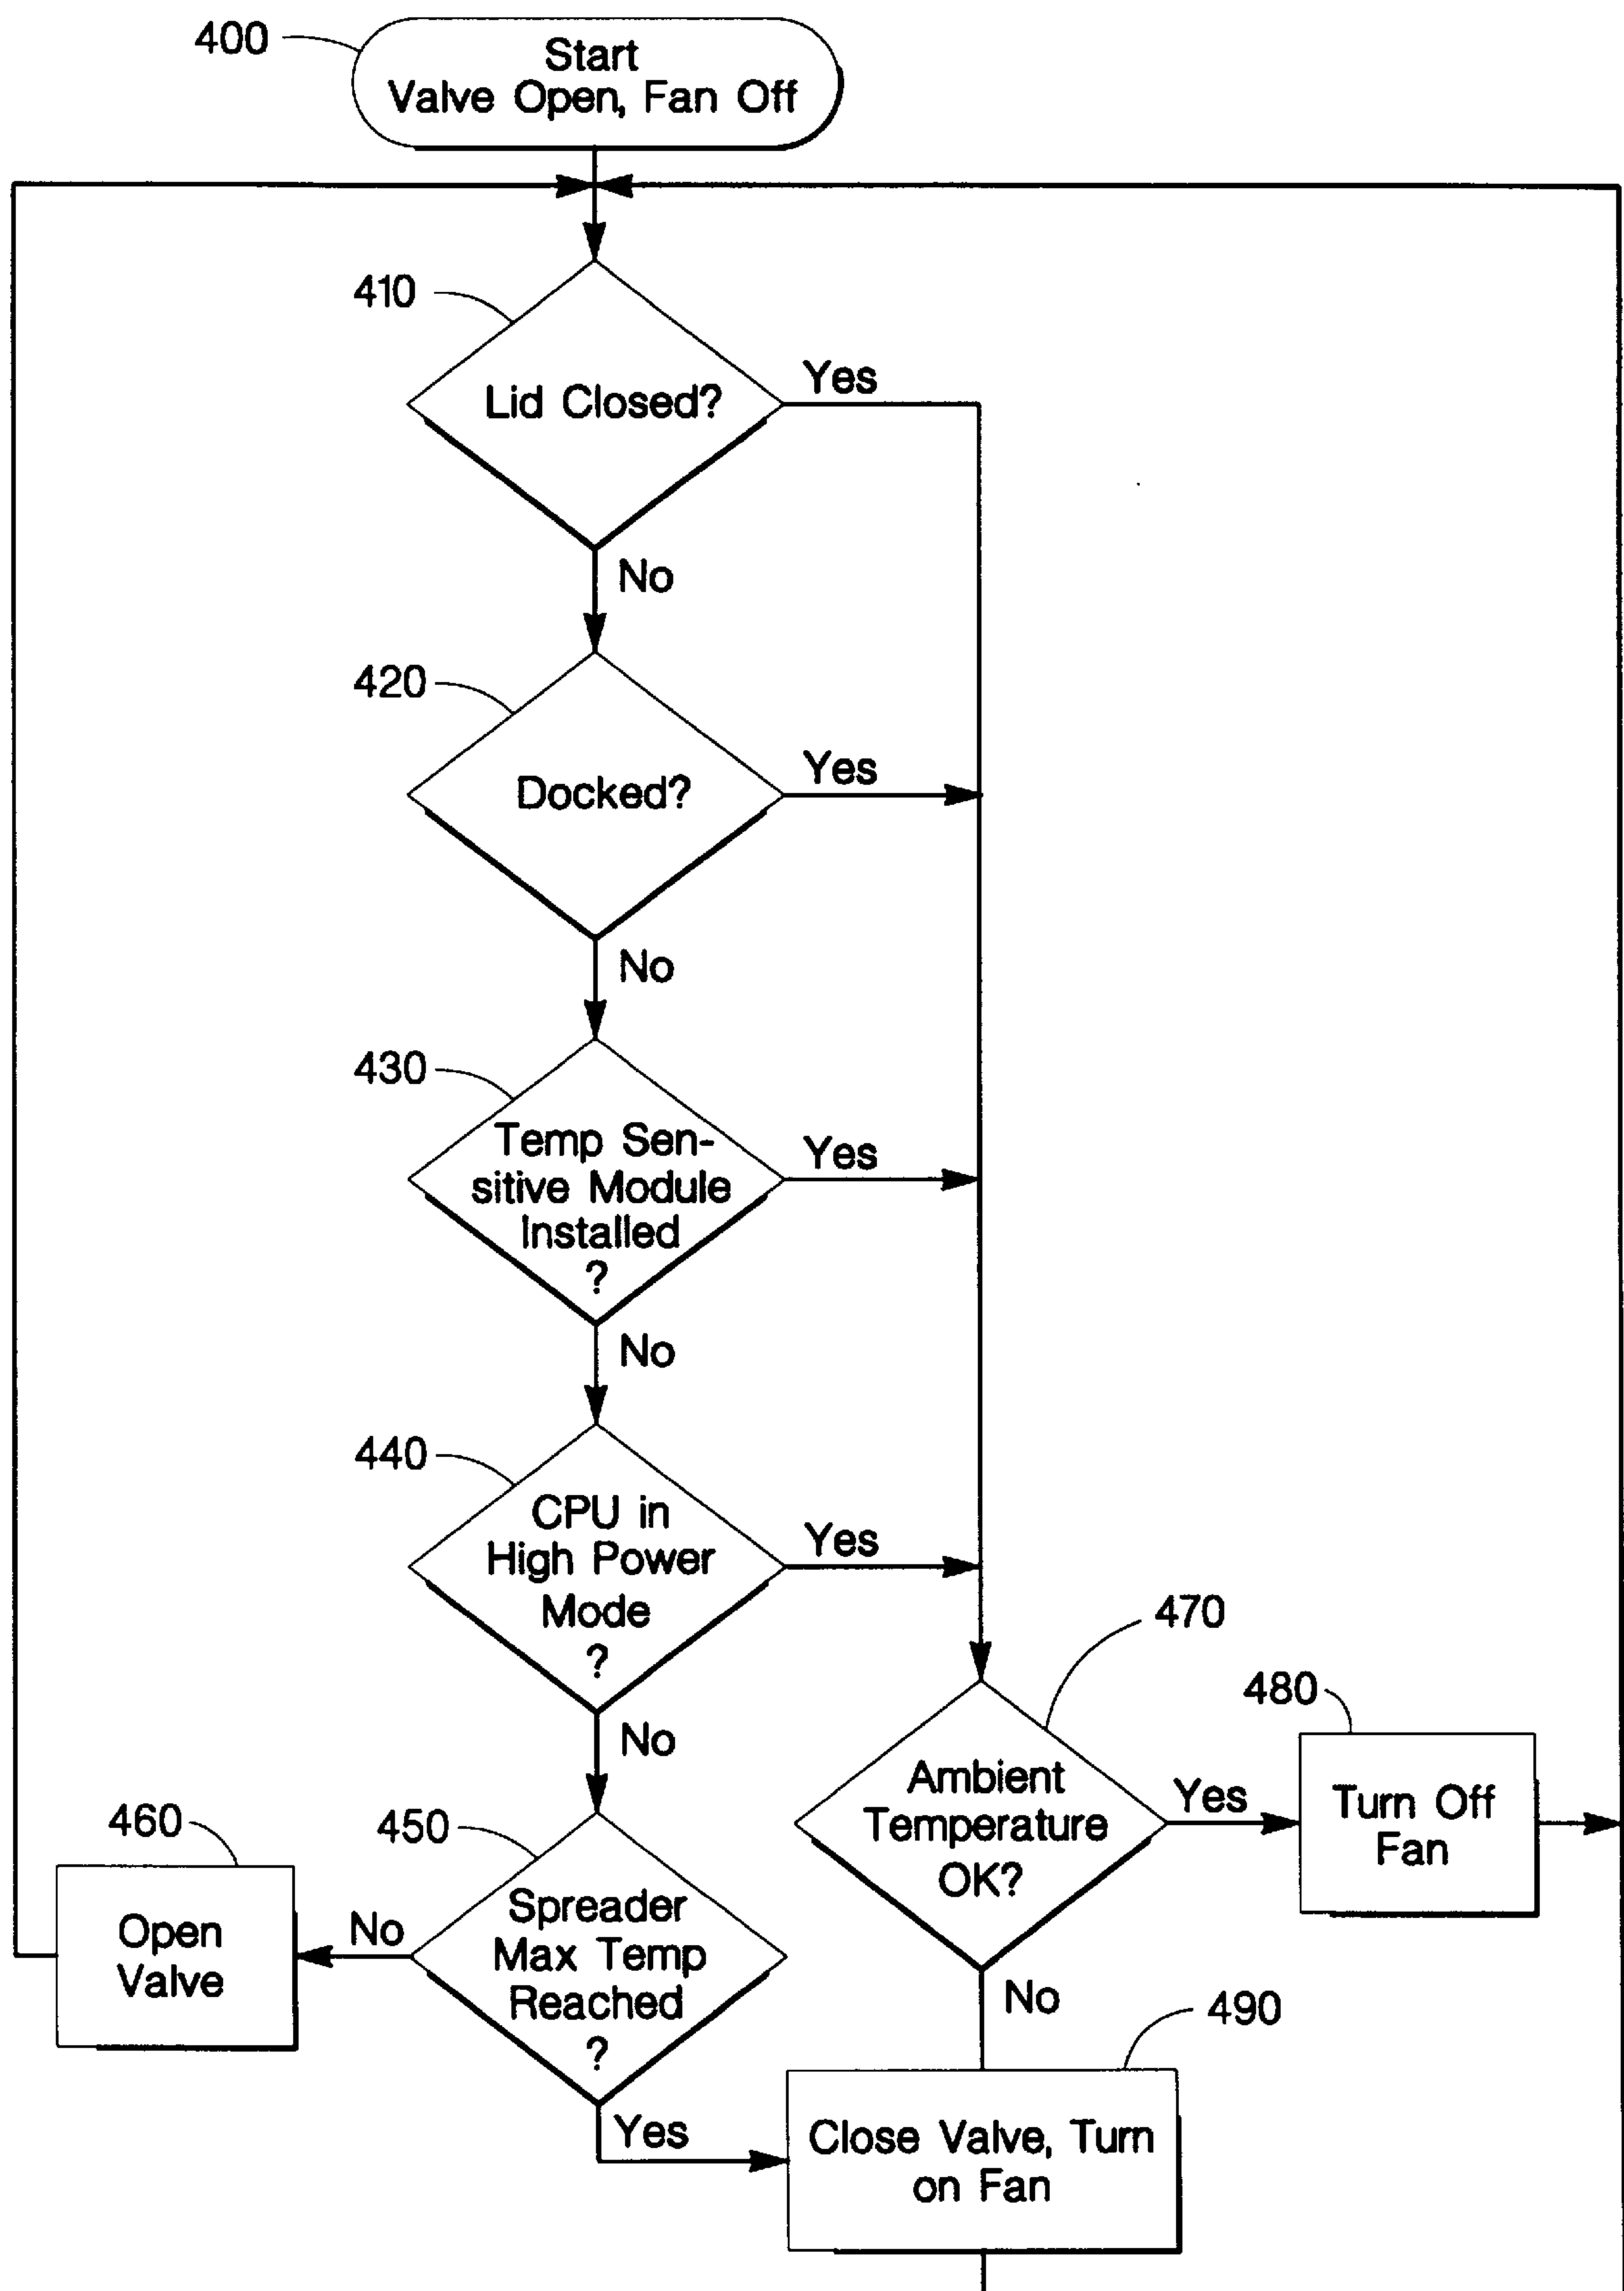 400
Start
Valve Open, Fan Off
410
Lid Closed?
Yes
No
420
Docked?
Yes
No
430
Temp Sen-
sitive Module
Installed
?
Yes
No
440
CPU in
High Power
Mode
?
Yes
No
470
Ambient
Temperature
OK?
Yes
480
Turn Off
Fan
No
450
Spreader
Max Temp
Reached
?
No
460
Open
Valve
Yes
490
Close Valve, Turn
on Fan